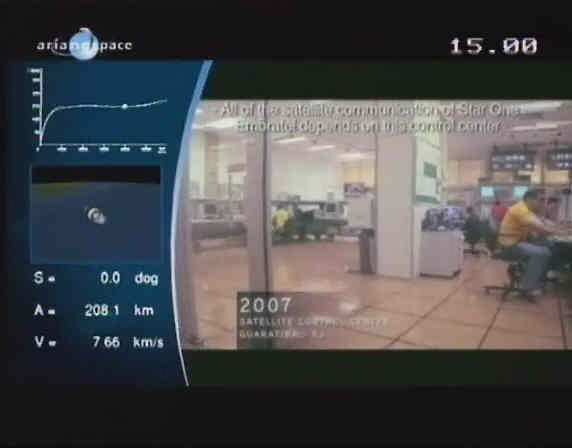 arianespace
15.00
All of the satellite communication of Star One
Embratel depends on this control center
S = 0.0 dog
A = 208.1 km
V = 7.66 km/s
2007
SATELLITE CONTROL CENTER
GUARATIBA - RJ